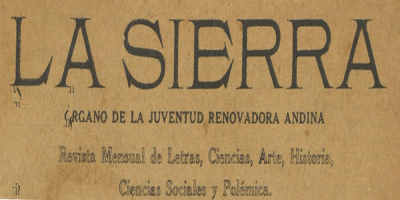 LA SIERRA
ÓRGANO DE LA JUVENTUD RENOVADORA ANDINA
Revista Mensual de Letras, Ciencias, Arte, Historia,
Ciencias Sociales y Polémica.